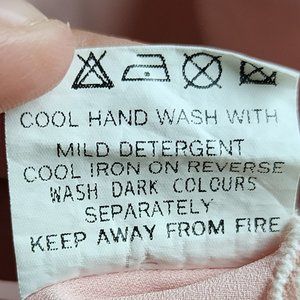 COOL HAND WASH WITH
MILD DETERGENT
COOL IRON ON REVERSE
WASH DARK COLOURS
SEPARATELY
KEEP AWAY FROM FIRE